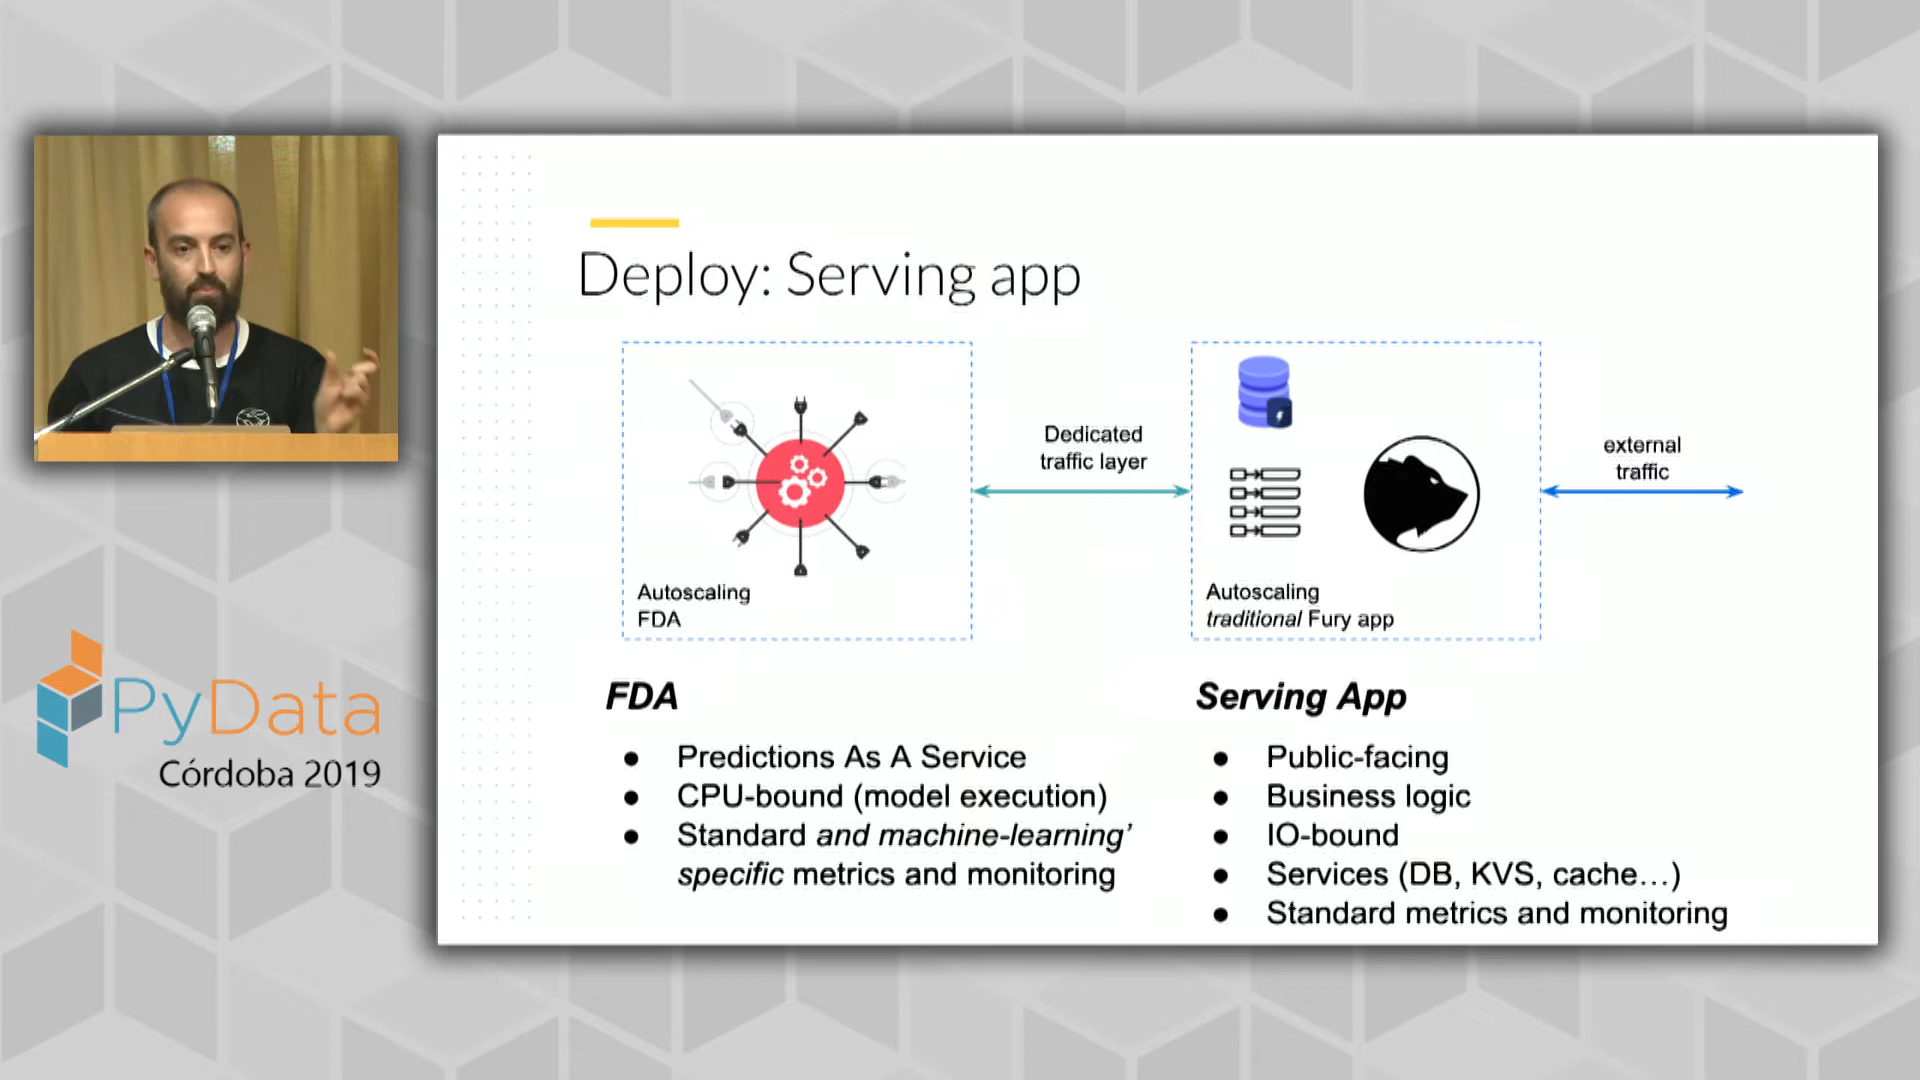 Deploy: Serving app
Dedicated
traffic layer
external
traffic
Autoscaling
FDA
Autoscaling
traditional Fury app
FDA
● Predictions As A Service
● CPU-bound (model execution)
● Standard and machine-learning’
specific metrics and monitoring
Serving App
● Public-facing
● Business logic
● IO-bound
● Services (DB, KVS, cache…)
● Standard metrics and monitoring
PyData
Córdoba 2019